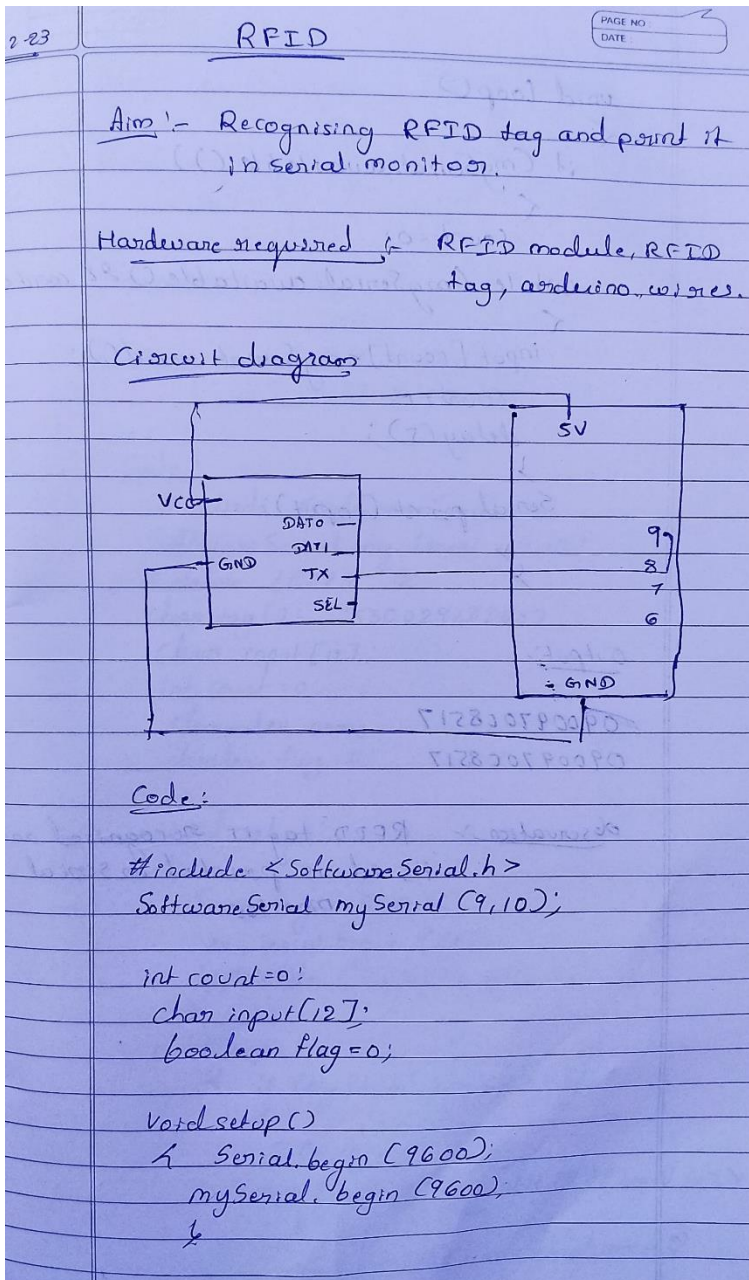 PAGE NO
DATE
2-23
RFID
Aim :- Recognising RFID tag and print it
in serial monitor.
Hardware required :- RFID module, RFID
tag, arduino, wires.
Circuit diagram
5V
VCC
DAT0
DAT1
GND
TX
SEL
9
8
7
6
GND
Code:
#include <SoftwareSerial.h>
SoftwareSerial mySerial (9,10);
int count=0;
char input[12];
boolean flag=0;
void setup ()
{ Serial.begin (9600);
mySerial.begin (9600);
}